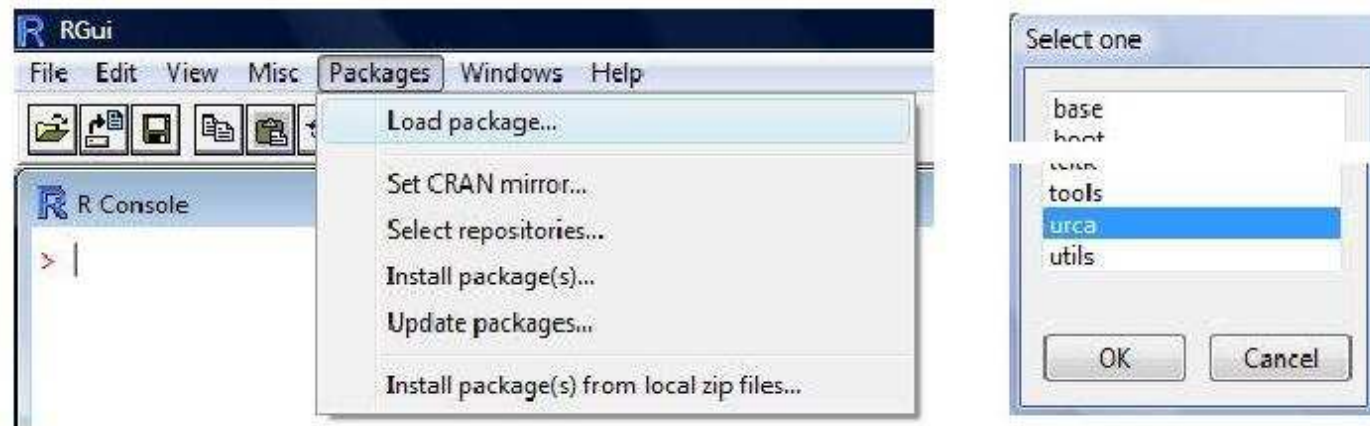 RGui
File Edit View Misc Packages Windows Help
Load package...
Set CRAN mirror...
Select repositories...
Install package(s)...
Update packages...
Install package(s) from local zip files...
R Console
>
Select one
base
tools
urca
utils
OK Cancel